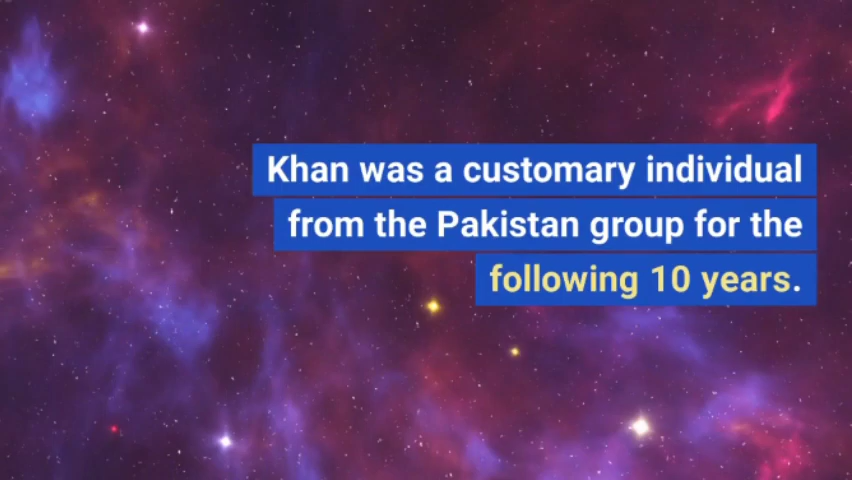 Khan was a customary individual
from the Pakistan group for the
following 10 years.